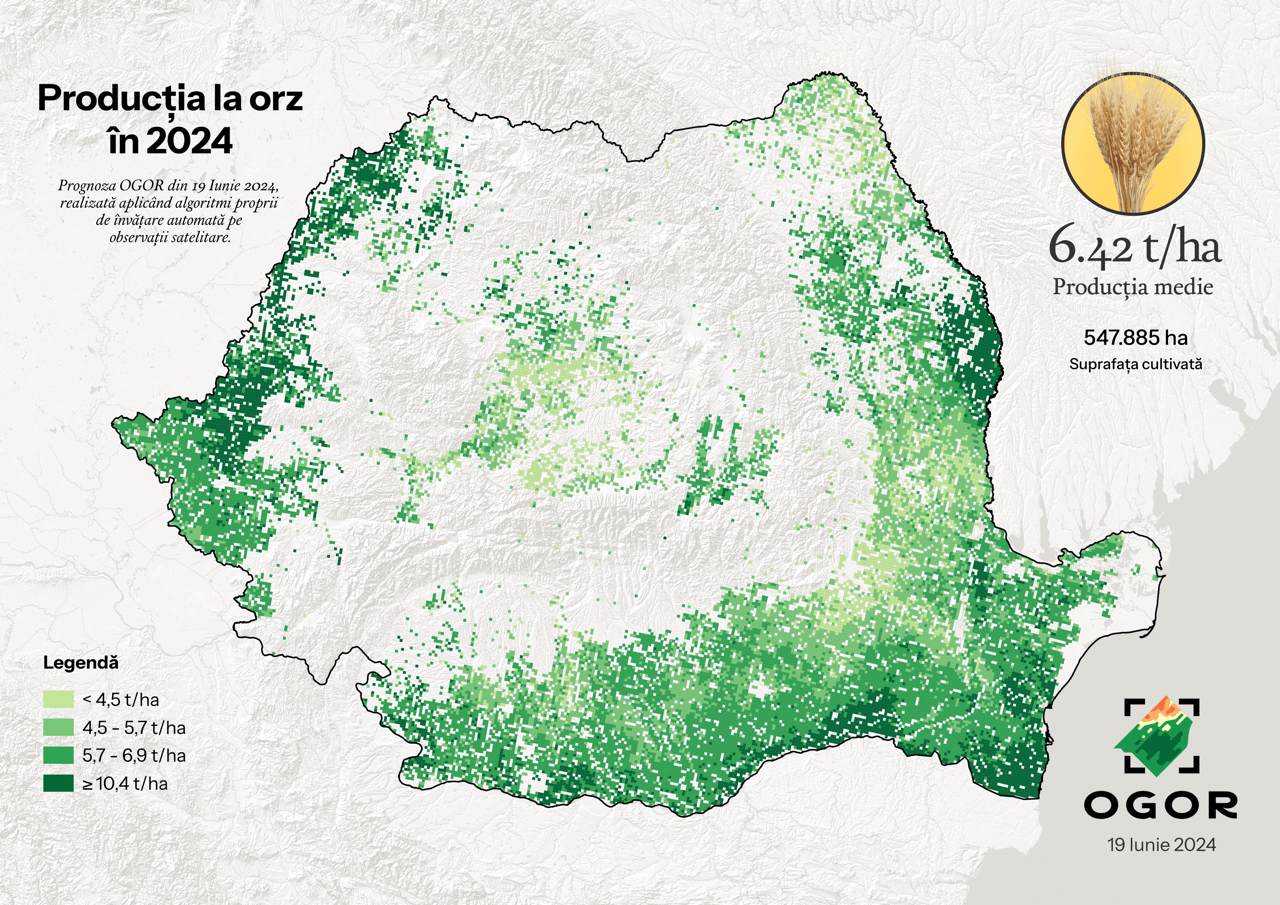 Producția la orz
în 2024
Prognoza OGOR din 19 Iunie 2024,
realizată aplicând algoritmi proprii
de învățare automată pe
observații satelitare.
6.42 t/ha
Producția medie
547.885 ha
Suprafața cultivată
Legendă
< 4,5 t/ha
4,5 - 5,7 t/ha
5,7 - 6,9 t/ha
≥ 10,4 t/ha
OGOR
19 Iunie 2024